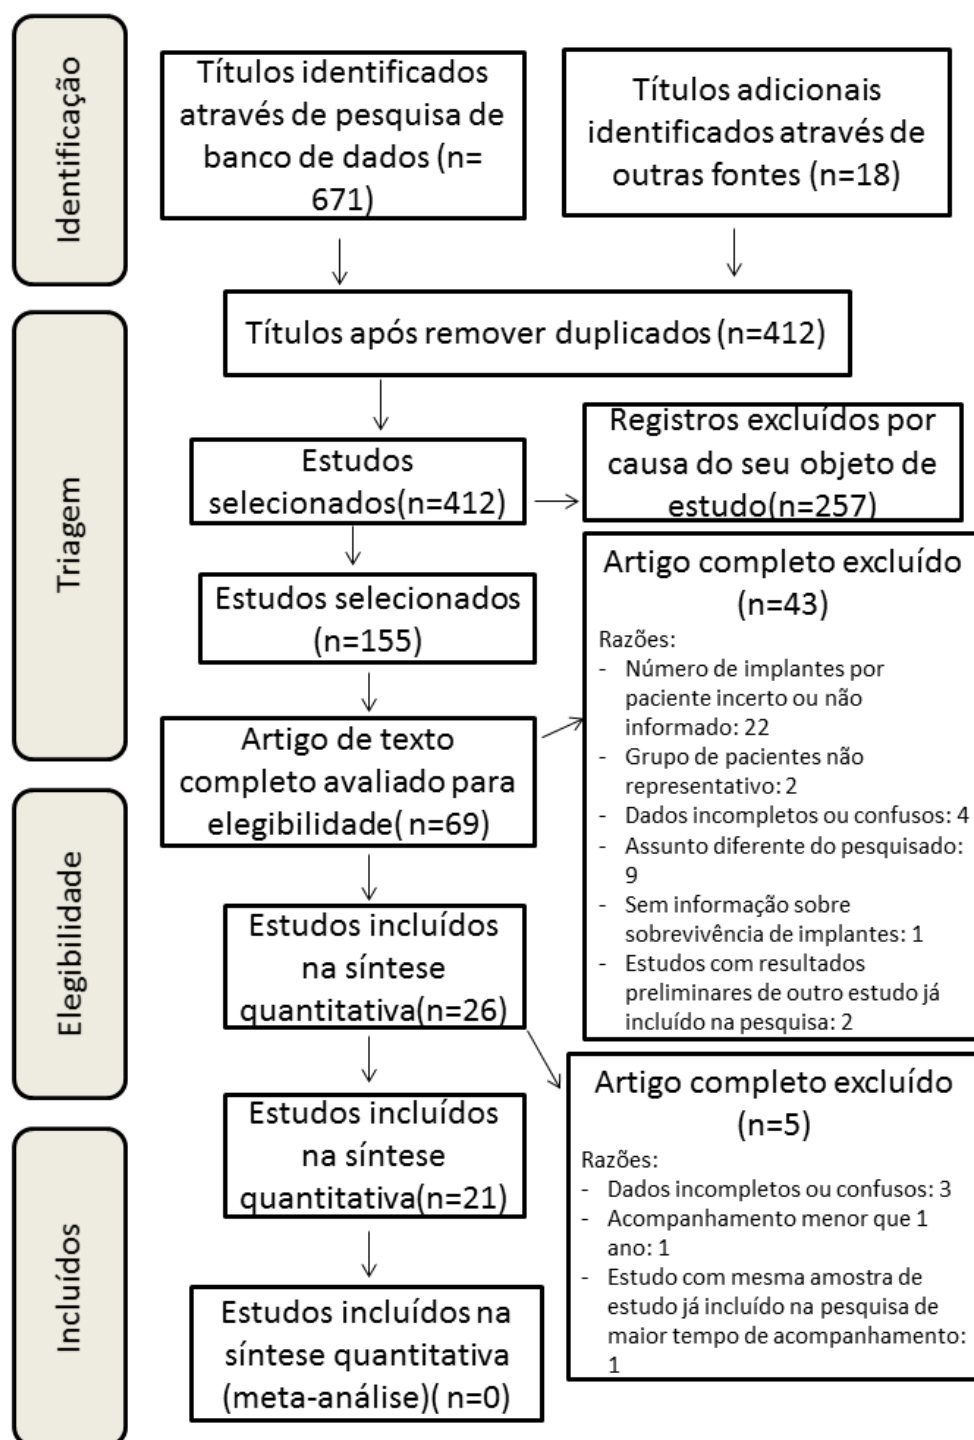 Identificação
Títulos identificados
através de pesquisa de
banco de dados (n=
671)
Títulos adicionais
identificados através de
outras fontes (n=18)
Títulos após remover duplicados (n=412)
Triagem
Estudos
selecionados(n=412)
Registros excluídos por
causa do seu objeto de
estudo(n=257)
Estudos selecionados
(n=155)
Artigo de texto
completo avaliado para
elegibilidade( n=69)
Artigo completo excluído
(n=43)
Razões:
- Número de implantes por
paciente incerto ou não
informado: 22
- Grupo de pacientes não
representativo: 2
- Dados incompletos ou confusos: 4
- Assunto diferente do pesquisado:
9
- Sem informação sobre
sobrevivência de implantes: 1
- Estudos com resultados
preliminares de outro estudo já
incluído na pesquisa: 2
Elegibilidade
Estudos incluídos
na síntese
quantitativa(n=26)
Artigo completo excluído
(n=5)
Razões:
- Dados incompletos ou confusos: 3
- Acompanhamento menor que 1
ano: 1
- Estudo com mesma amostra de
estudo já incluído na pesquisa de
maior tempo de acompanhamento:
1
Estudos incluídos
na síntese
quantitativa(n=21)
Incluídos
Estudos incluídos na
síntese quantitativa
(meta-análise)( n=0)